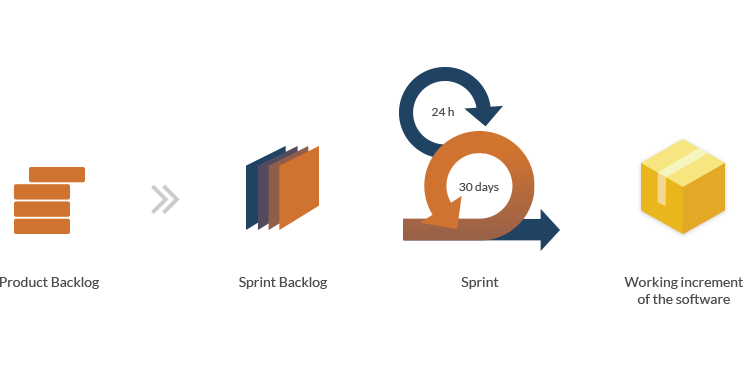 24 h
30 days
Product Backlog
Sprint Backlog
Sprint
Working increment
of the software